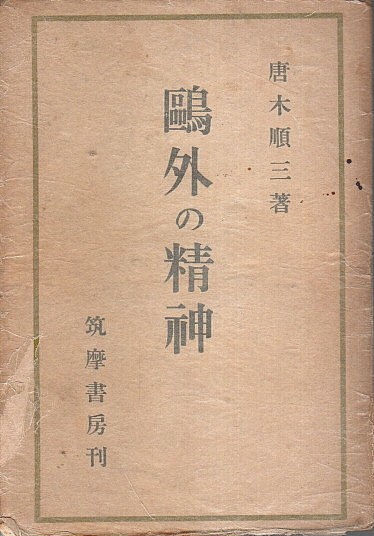 唐木順三著
鷗外の精神
筑摩書房刊